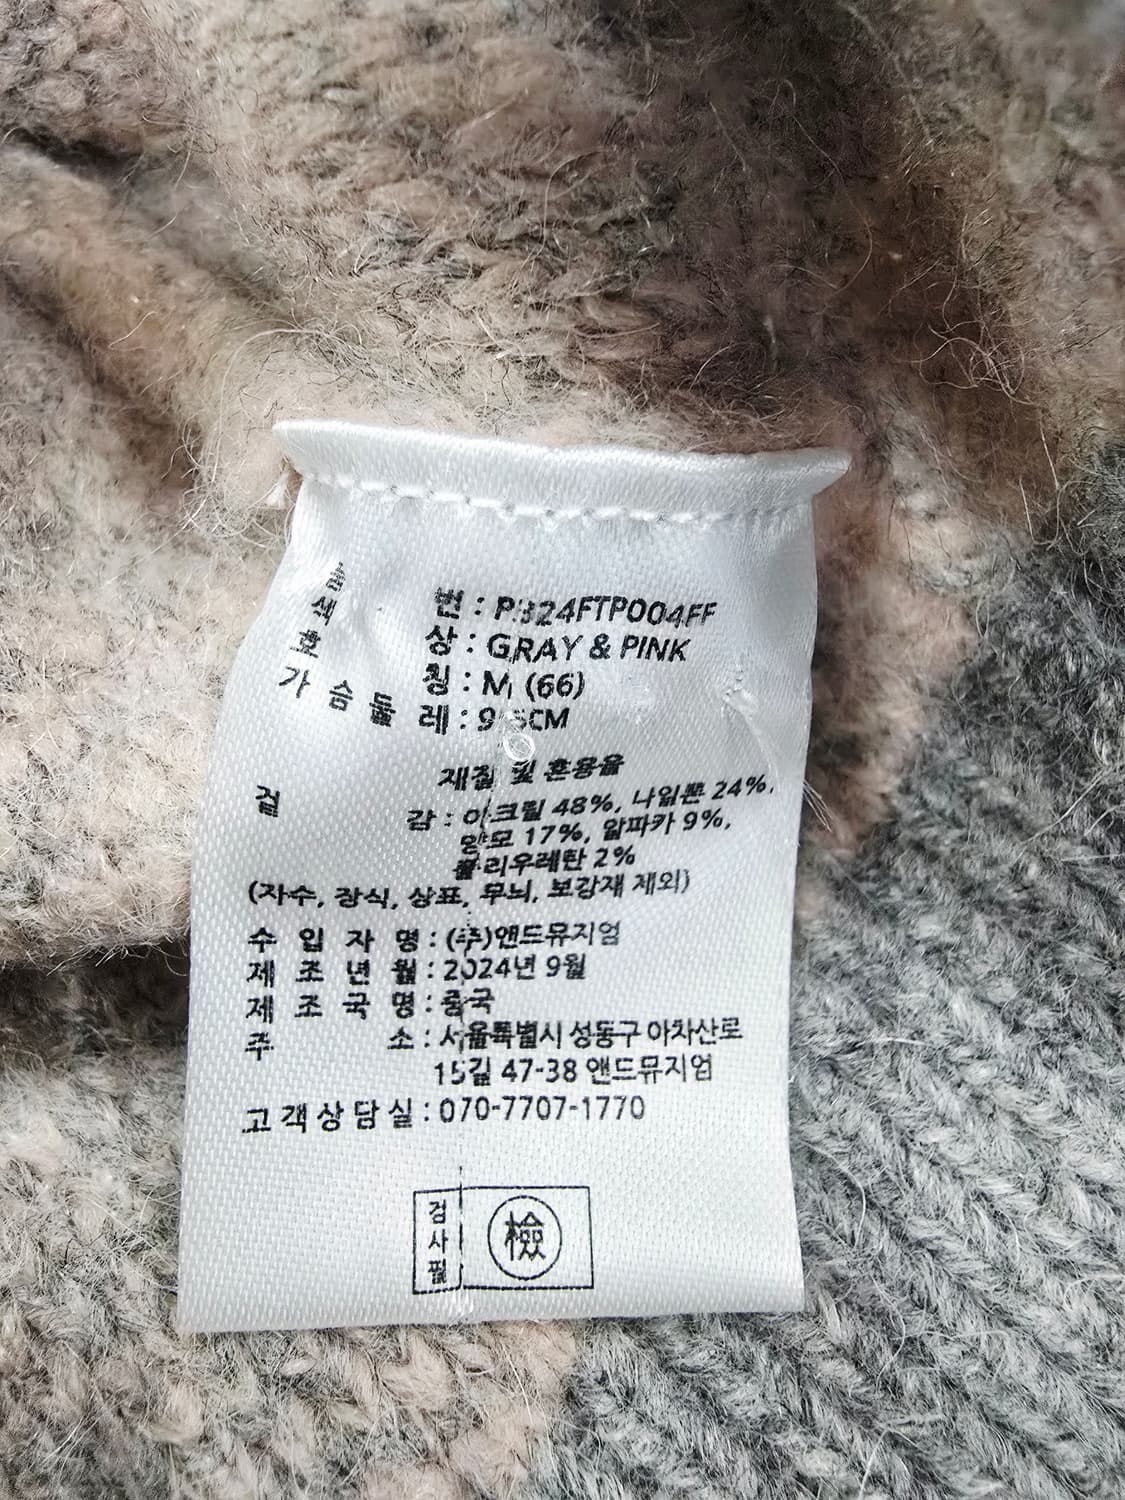 품 번 : P324FTP004FF
색 상 : GRAY & PINK
호 칭 : M (66)
가 슴 둘 레 : 95CM
재질 및 혼용율
겉 감 : 아크릴 48%, 나일론 24%,
양모 17%, 알파카 9%,
폴리우레탄 2%
(자수, 장식, 상표, 무늬, 보강재 제외)
수 입 자 명 : (주)앤드뮤지엄
제 조 년 월 : 2024년 9월
제 조 국 명 : 중국
주 소 : 서울특별시 성동구 아차산로
15길 47-38 앤드뮤지엄
고객상담실 : 070-7707-1770
검사필 檢